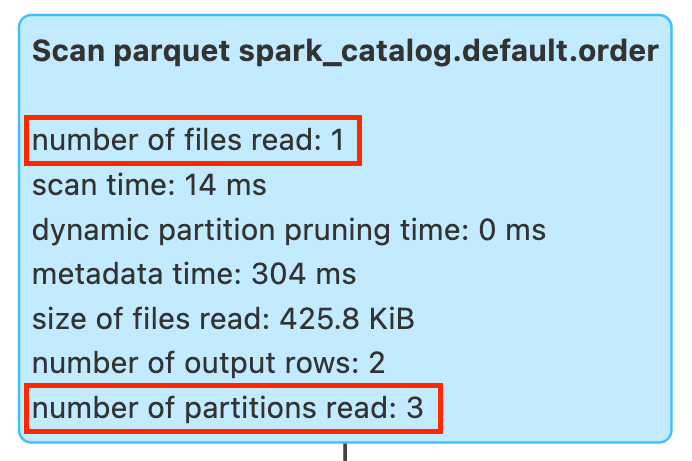 Scan parquet spark_catalog.default.order
number of files read: 1
scan time: 14 ms
dynamic partition pruning time: 0 ms
metadata time: 304 ms
size of files read: 425.8 KiB
number of output rows: 2
number of partitions read: 3